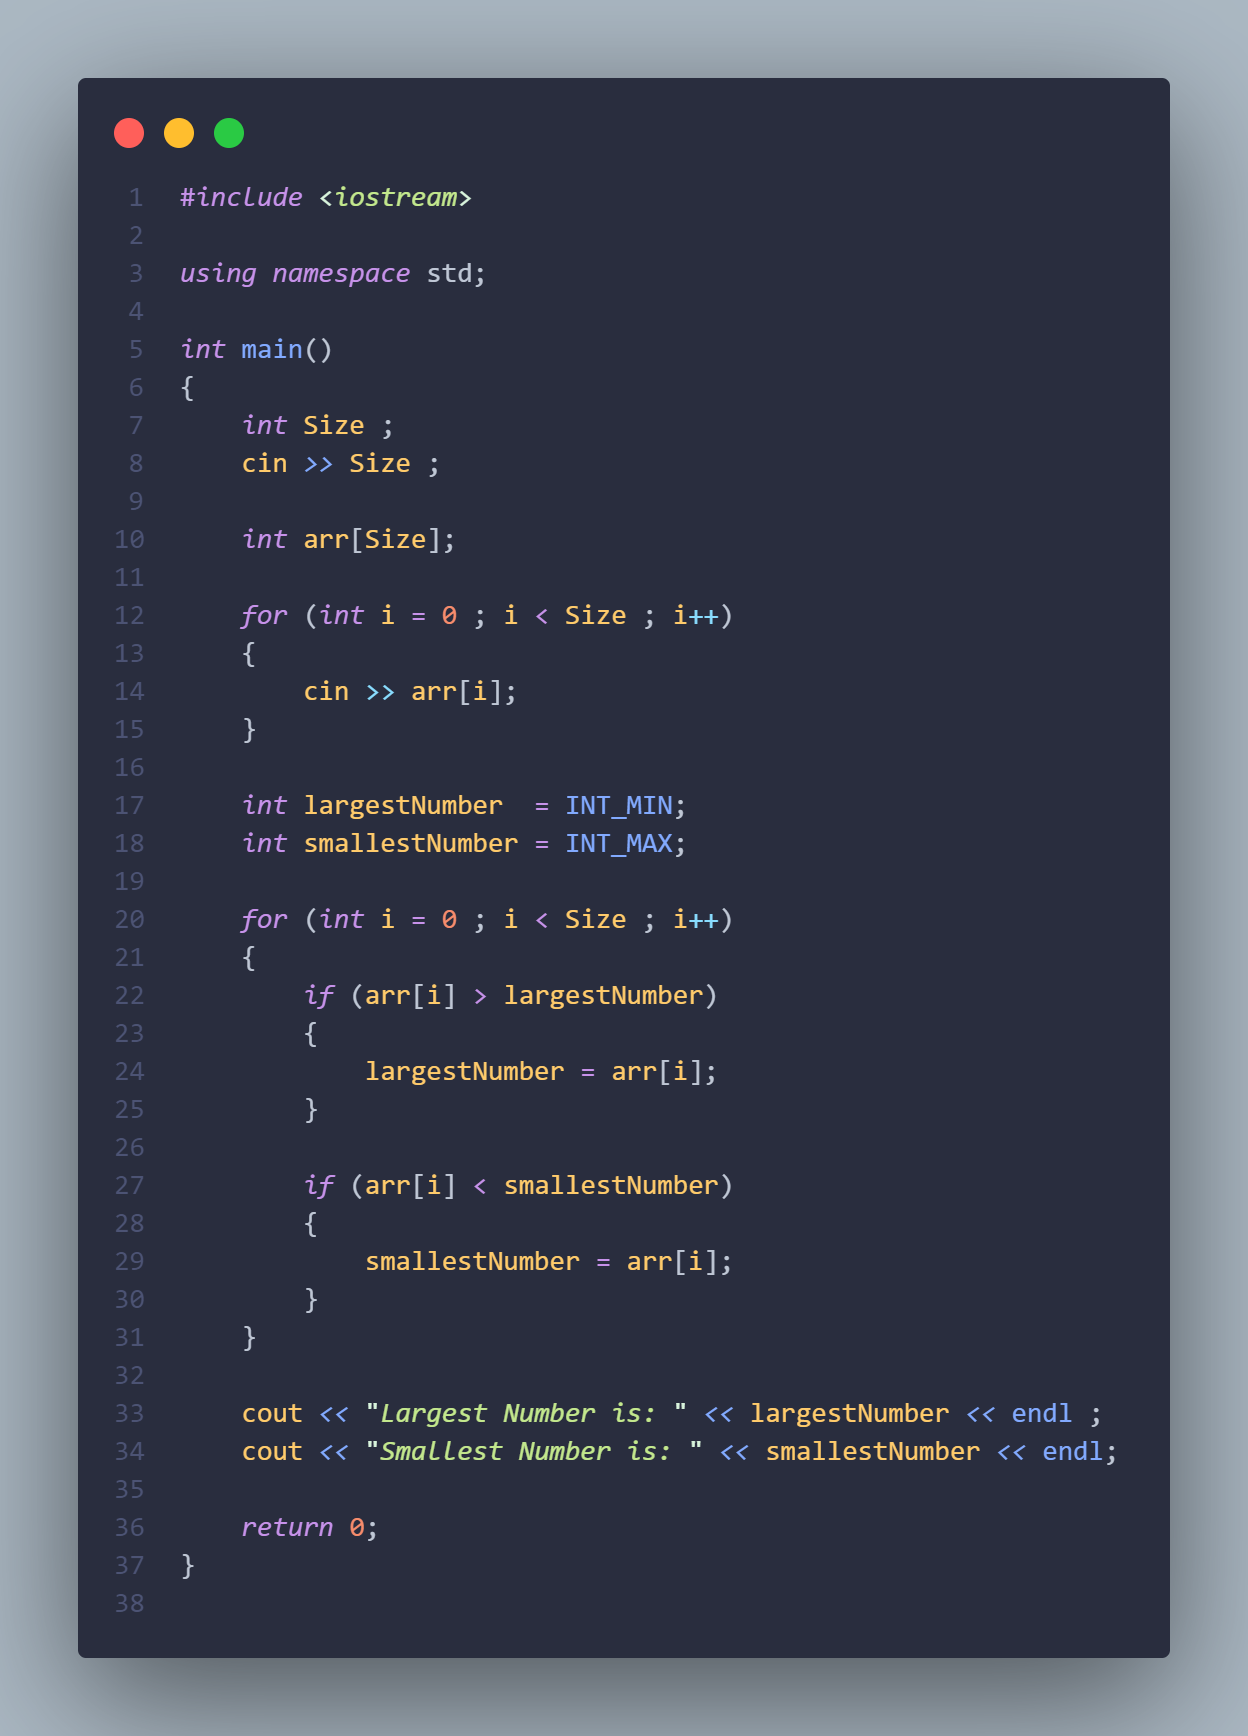 1 #include <iostream>
2
3 using namespace std;
4
5 int main()
6 {
7     int Size ;
8     cin >> Size ;
9
10     int arr[Size];
11
12     for (int i = 0 ; i < Size ; i++)
13     {
14         cin >> arr[i];
15     }
16
17     int largestNumber  = INT_MIN;
18     int smallestNumber = INT_MAX;
19
20     for (int i = 0 ; i < Size ; i++)
21     {
22         if (arr[i] > largestNumber)
23         {
24             largestNumber = arr[i];
25         }
26
27         if (arr[i] < smallestNumber)
28         {
29             smallestNumber = arr[i];
30         }
31     }
32
33     cout << "Largest Number is: " << largestNumber << endl ;
34     cout << "Smallest Number is: " << smallestNumber << endl;
35
36     return 0;
37 }
38